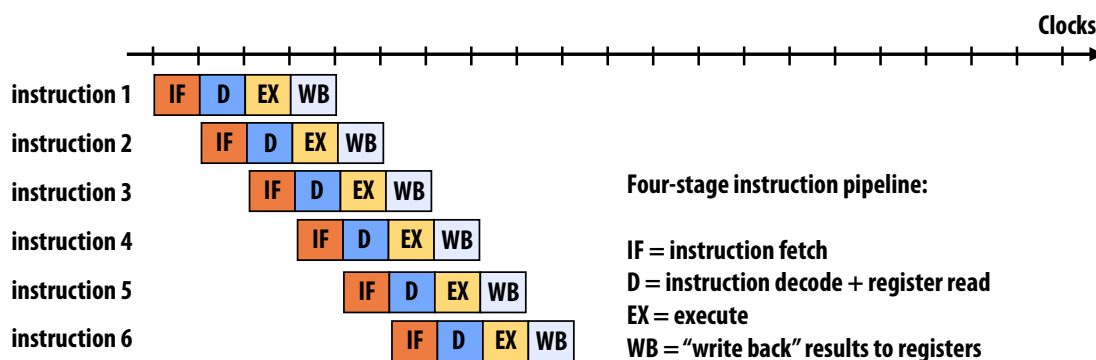 Clocks
instruction 1 IF D EX WB
instruction 2 IF D EX WB
instruction 3 IF D EX WB
instruction 4 IF D EX WB
instruction 5 IF D EX WB
instruction 6 IF D EX WB
Four-stage instruction pipeline:
IF = instruction fetch
D = instruction decode + register read
EX = execute
WB = “write back” results to registers